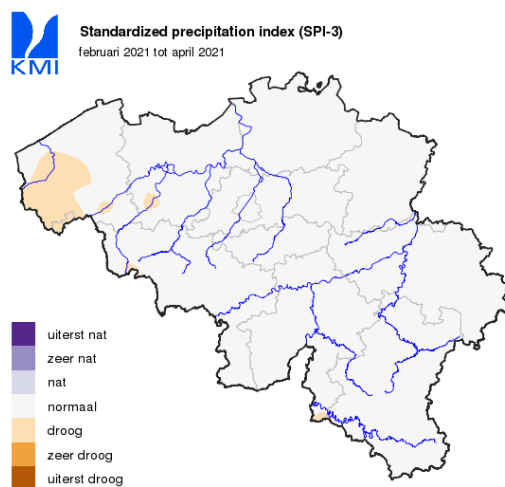 Standardized precipitation index (SPI-3)
februari 2021 tot april 2021
KMI
uiterst nat
zeer nat
nat
normaal
droog
zeer droog
uiterst droog